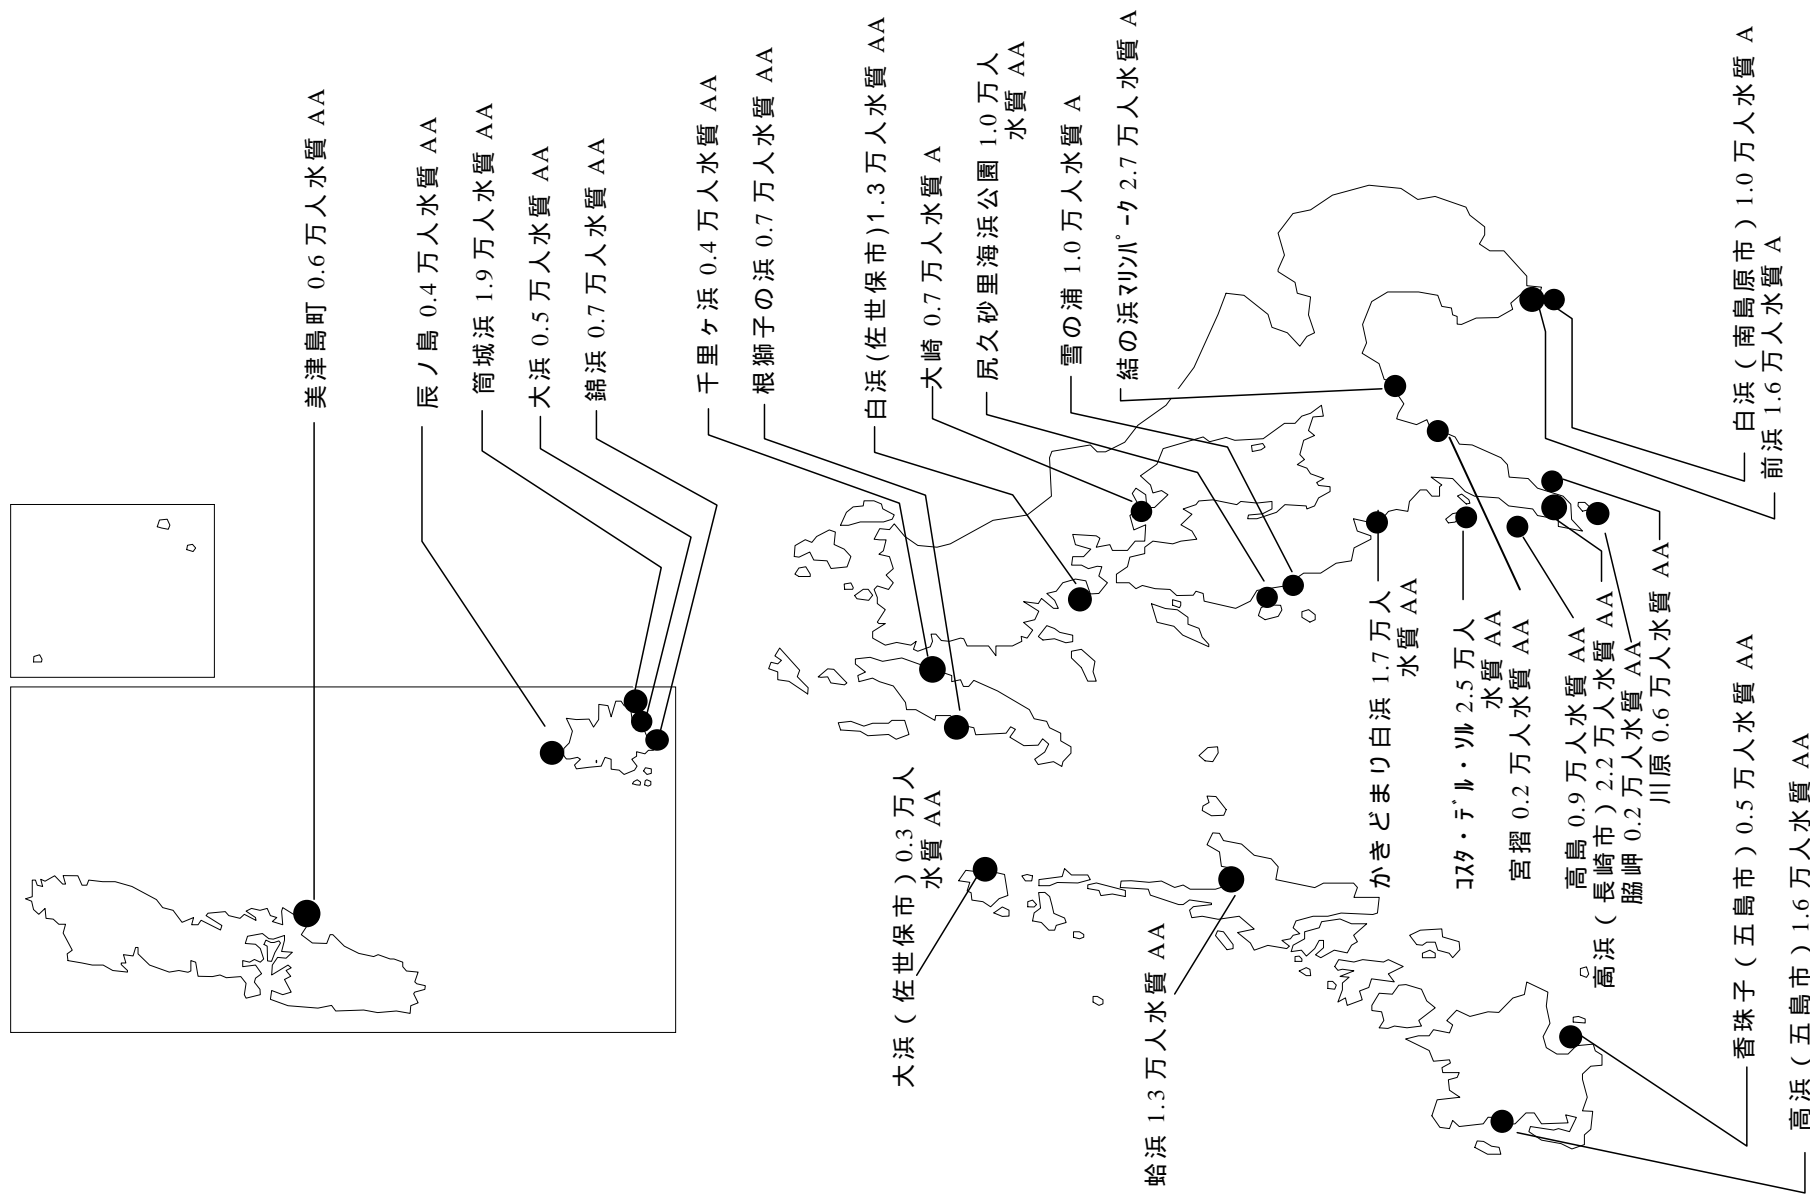 美津島町 0.6万人水質 AA
辰ノ島 0.4万人水質 AA
筒城浜 1.9万人水質 AA
大浜 0.5万人水質 AA
錦浜 0.7万人水質 AA
千里ヶ浜 0.4万人水質 AA
根獅子の浜 0.7万人水質 AA
白浜(佐世保市)1.3万人水質 AA
大崎 0.7万人水質 A
尻久砂里海浜公園 1.0万人
水質 AA
雪の浦 1.0万人水質 A
結の浜ﾏﾘﾝﾊﾟｰｸ 2.7万人水質 A
白浜（南島原市）1.0万人水質 A
前浜 1.6万人水質 A
大浜（佐世保市）0.3万人
水質 AA
蛤浜 1.3万人水質 AA
かきどまり白浜 1.7万人
水質 AA
ｺｽﾀ・ﾃﾞﾙ・ｿﾙ 2.5万人
水質 AA
宮摺 0.2万人水質 AA
高島 0.9万人水質 AA
高浜（長崎市）2.2万人水質 AA
脇岬 0.2万人水質 AA
川原 0.6万人水質 AA
香珠子（五島市）0.5万人水質 AA
高浜（五島市）1.6万人水質 AA